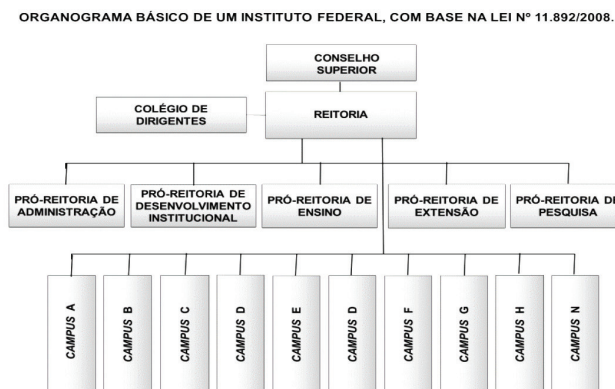 ORGANOGRAMA BÁSICO DE UM INSTITUTO FEDERAL, COM BASE NA LEI Nº 11.892/2008.
CONSELHO
SUPERIOR
COLÉGIO DE
DIRIGENTES
REITORIA
PRÓ-REITORIA DE
ADMINISTRAÇÃO
PRÓ-REITORIA DE
DESENVOLVIMENTO
INSTITUCIONAL
PRÓ-REITORIA DE
ENSINO
PRÓ-REITORIA DE
EXTENSÃO
PRÓ-REITORIA DE
PESQUISA
CAMPUS A
CAMPUS B
CAMPUS C
CAMPUS D
CAMPUS E
CAMPUS D
CAMPUS F
CAMPUS G
CAMPUS H
CAMPUS N